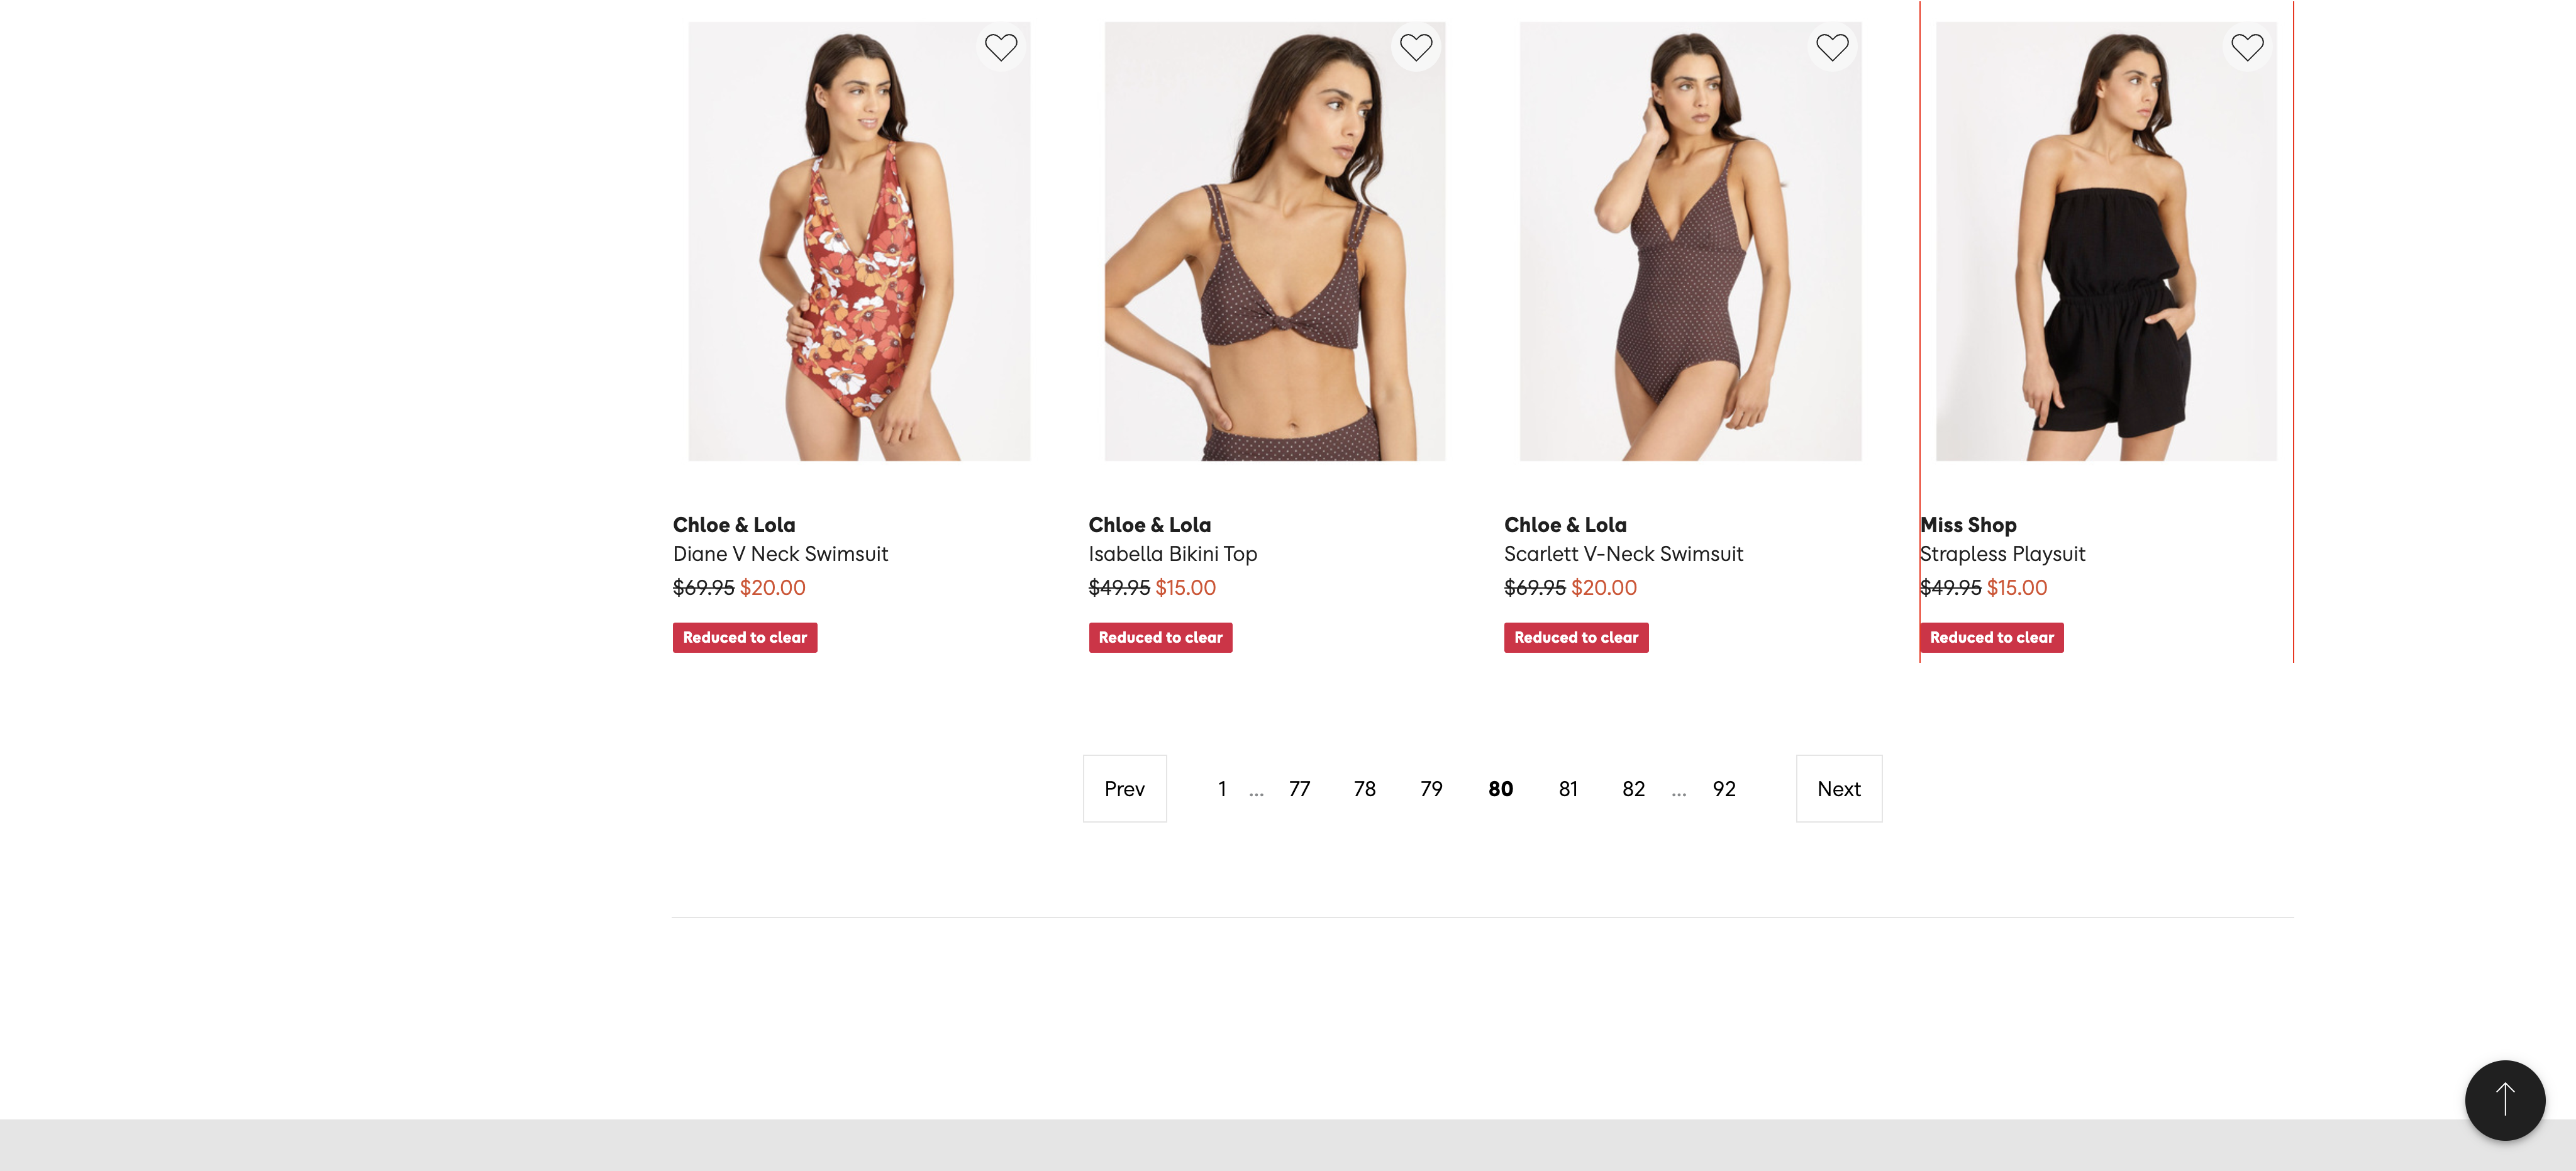 Chloe & Lola
Diane V Neck Swimsuit
$69.95 $20.00
Reduced to clear
Chloe & Lola
Isabella Bikini Top
$49.95 $15.00
Reduced to clear
Chloe & Lola
Scarlett V-Neck Swimsuit
$69.95 $20.00
Reduced to clear
Miss Shop
Strapless Playsuit
$49.95 $15.00
Reduced to clear
Prev 1 ... 77 78 79 80 81 82 ... 92 Next